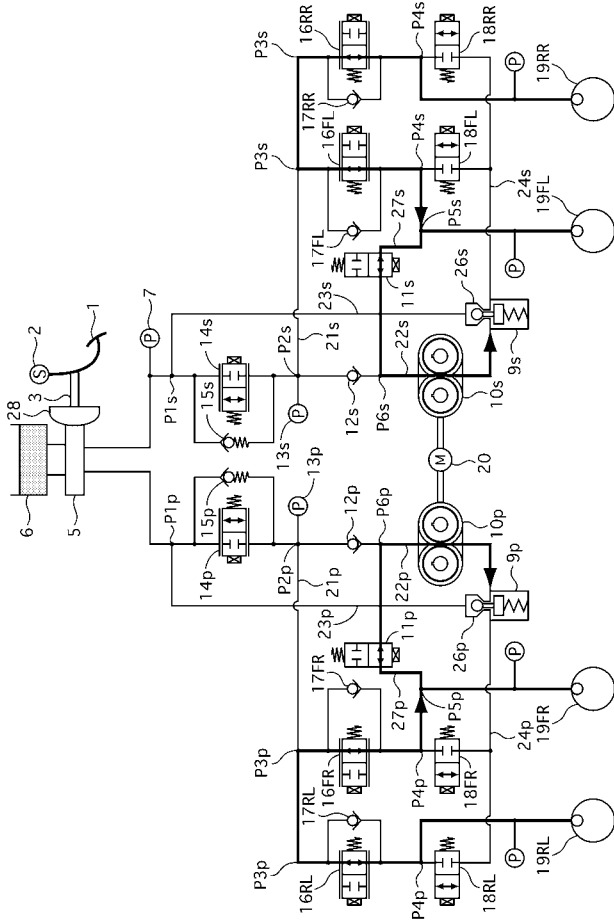 6
28
2
S
3
1
5
7
P
P1p
P1s
15p
15s
14p
14s
P3p
P3p
P2p
13p
P
13s
P
P2s
P3s
P3s
21p
21s
16RL
17RL
16FR
17FR
23p
12p
12s
23s
17FL
16FL
17RR
16RR
27p
11p
P6p
P6s
11s
27s
P4p
P4p
P5p
22p
22s
P5s
P4s
P4s
18RL
18FR
10p
M
20
10s
18FL
18RR
26p
9p
9s
26s
24p
24s
P
P
P
P
19RL
19FR
19FL
19RR